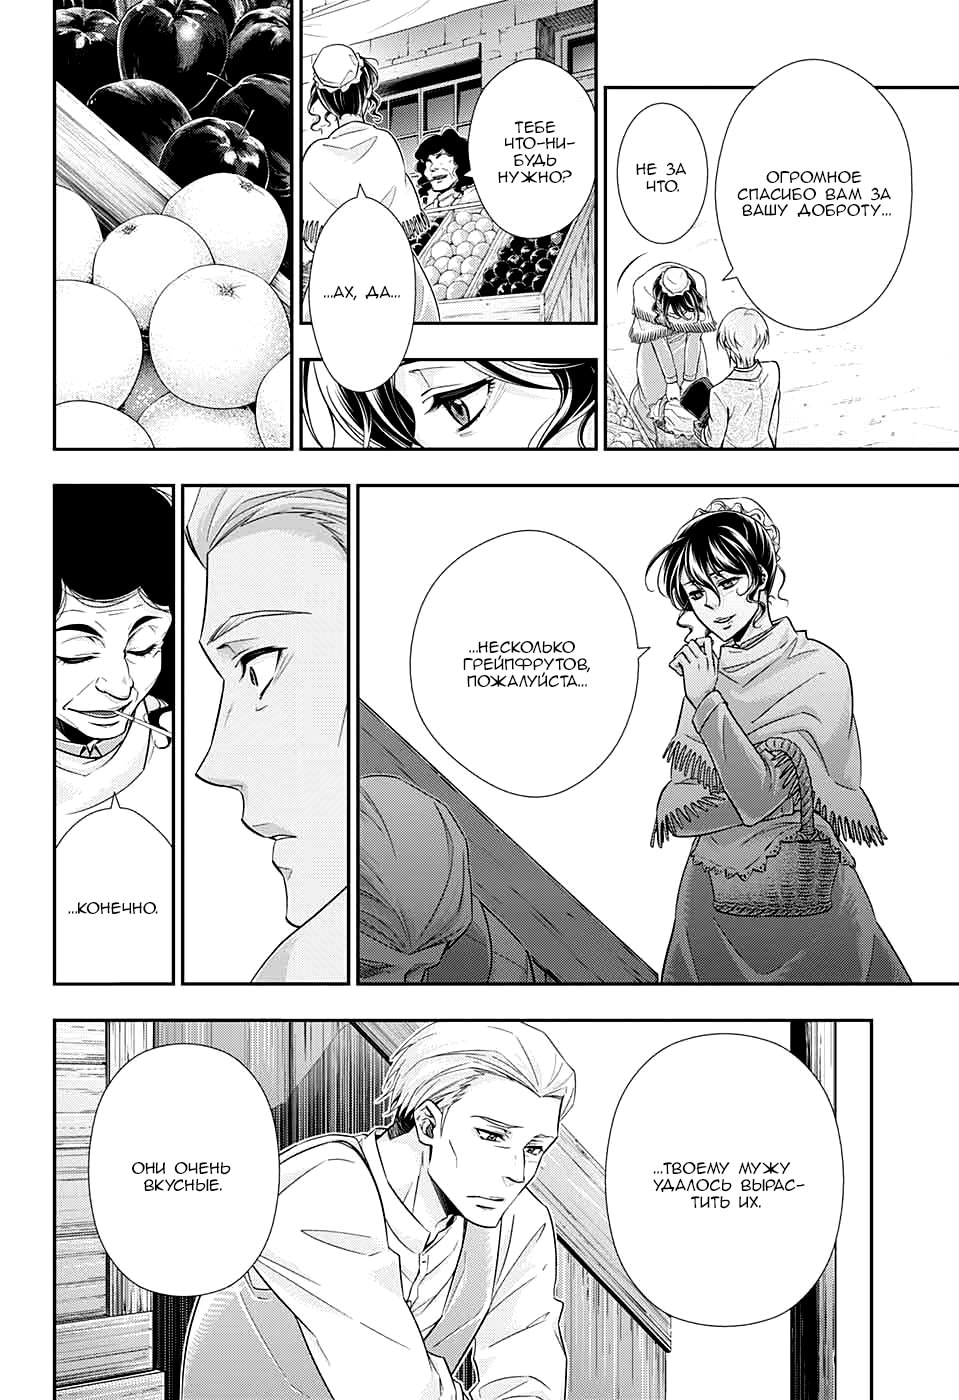 ОГРОМНОЕ
СПАСИБО ВАМ ЗА
ВАШУ ДОБРОТУ...
НЕ ЗА
ЧТО.
ТЕБЕ
ЧТО-НИ-
БУДЬ
НУЖНО?
...АХ, ДА...
...НЕСКОЛЬКО
ГРЕЙПФРУТОВ,
ПОЖАЛУЙСТА...
...КОНЕЧНО.
...ТВОЕМУ МУЖУ
УДАЛОСЬ ВЫРАС-
ТИТЬ ИХ.
ОНИ ОЧЕНЬ
ВКУСНЫЕ.